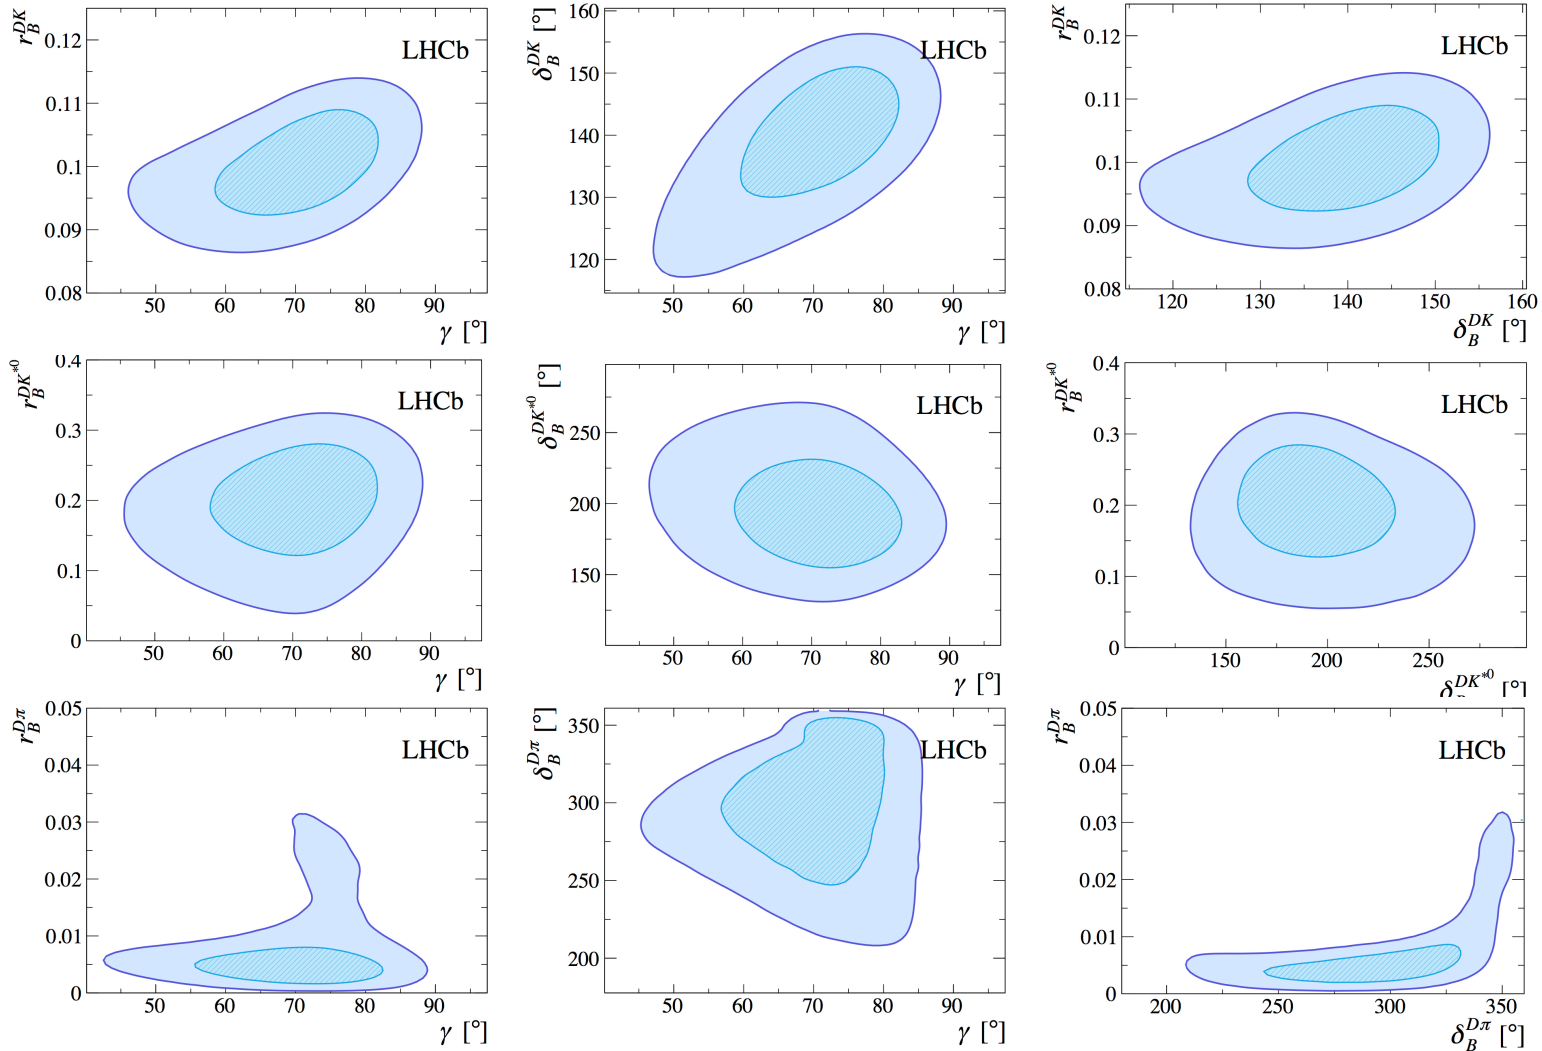 r_B^{DK}
0.12
0.11
0.1
0.09
0.08
LHCb
50 60 70 80 90
γ [°]
δ_B^{DK} [°]
160
150
140
130
120
LHCb
50 60 70 80 90
γ [°]
r_B^{DK}
0.12
0.11
0.1
0.09
0.08
LHCb
120 130 140 150 160
δ_B^{DK} [°]
r_B^{DK*0}
0.4
0.3
0.2
0.1
0
LHCb
50 60 70 80 90
γ [°]
δ_B^{DK*0} [°]
250
200
150
LHCb
50 60 70 80 90
γ [°]
r_B^{DK*0}
0.4
0.3
0.2
0.1
0
LHCb
150 200 250
δ_B^{DK*0} [°]
r_B^{Dπ}
0.05
0.04
0.03
0.02
0.01
0
LHCb
50 60 70 80 90
γ [°]
δ_B^{Dπ} [°]
350
300
250
200
LHCb
50 60 70 80 90
γ [°]
r_B^{Dπ}
0.05
0.04
0.03
0.02
0.01
0
LHCb
200 250 300 350
δ_B^{Dπ} [°]